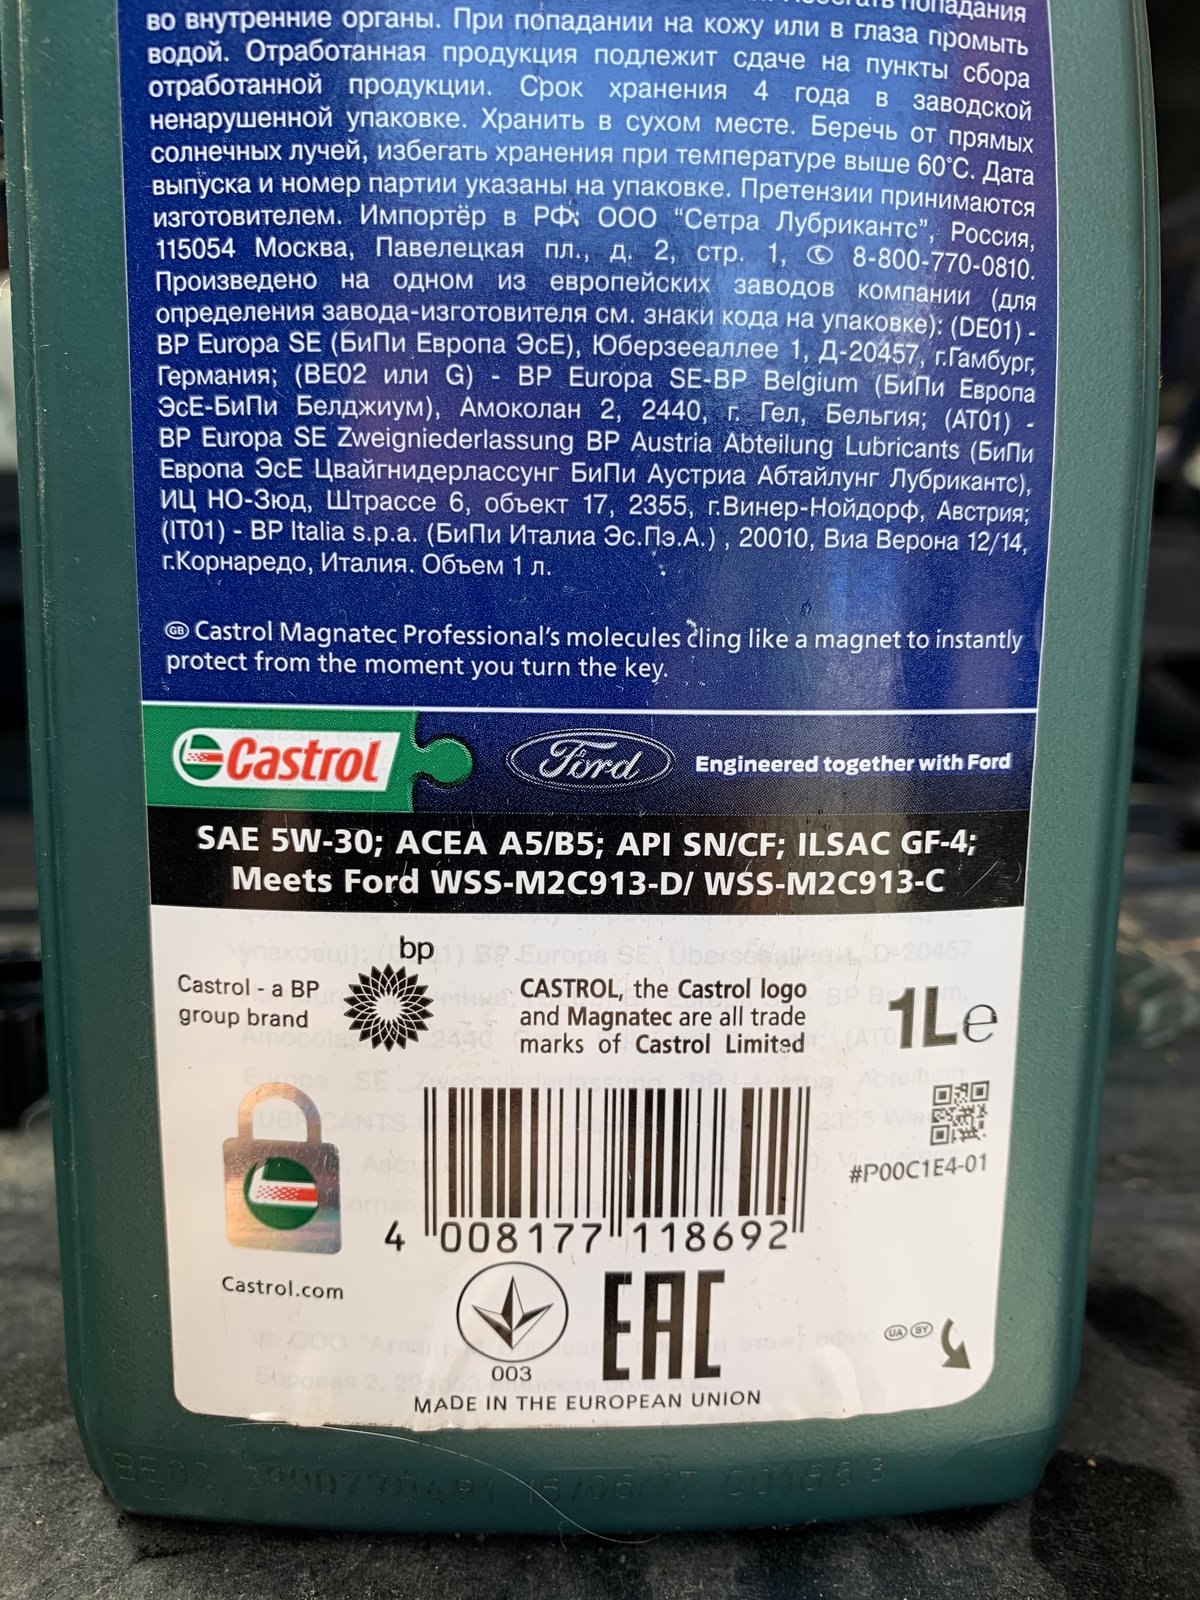 попадания
во внутренние органы. При попадании на кожу или в глаза промыть
водой. Отработанная продукция подлежит сдаче на пункты сбора
отработанной продукции. Срок хранения 4 года в заводской
ненарушенной упаковке. Хранить в сухом месте. Беречь от прямых
солнечных лучей, избегать хранения при температуре выше 60°С. Дата
выпуска и номер партии указаны на упаковке. Претензии принимаются
изготовителем. Импортёр в РФ: ООО “Сетра Лубрикантс”, Россия,
115054 Москва, Павелецкая пл., д. 2, стр. 1, ✆ 8-800-770-0810.
Произведено на одном из европейских заводов компании (для
определения завода-изготовителя см. знаки кода на упаковке): (DE01) -
BP Europa SE (БиПи Европа ЭсЕ), Юберзееаллее 1, Д-20457, г.Гамбург,
Германия; (BE02 или G) - BP Europa SE-BP Belgium (БиПи Европа
ЭсЕ-БиПи Белджиум), Амоколан 2, 2440, г. Гел, Бельгия; (AT01) -
BP Europa SE Zweigniederlassung BP Austria Abteilung Lubricants (БиПи
Европа ЭсЕ Цвайгнидерлассунг БиПи Аустриа Абтайлунг Лубрикантс),
ИЦ НО-Зюд, Штрассе 6, объект 17, 2355, г.Винер-Нойдорф, Австрия;
(IT01) - BP Italia s.p.a. (БиПи Италиа Эс.Пэ.А.) , 20010, Виа Верона 12/14,
г.Корнаредо, Италия. Объем 1 л.
GB Castrol Magnatec Professional’s molecules cling like a magnet to instantly
protect from the moment you turn the key.
Castrol Ford Engineered together with Ford
SAE 5W-30; ACEA A5/B5; API SN/CF; ILSAC GF-4;
Meets Ford WSS-M2C913-D/ WSS-M2C913-C
bp
Castrol - a BP
group brand
CASTROL, the Castrol logo
and Magnatec are all trade
marks of Castrol Limited
1L e
#P00C1E4-01
4 008177 118692
Castrol.com
003
EAC
UA BY
MADE IN THE EUROPEAN UNION
BE02 3000770491 15/06/17 001863